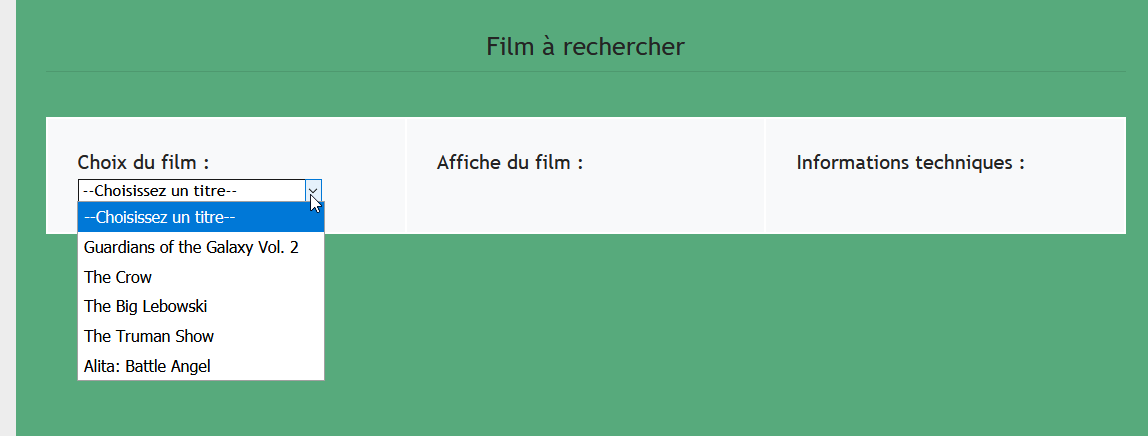 Film à rechercher
Choix du film :
Affiche du film :
Informations techniques :
--Choisissez un titre--
--Choisissez un titre--
Guardians of the Galaxy Vol. 2
The Crow
The Big Lebowski
The Truman Show
Alita: Battle Angel